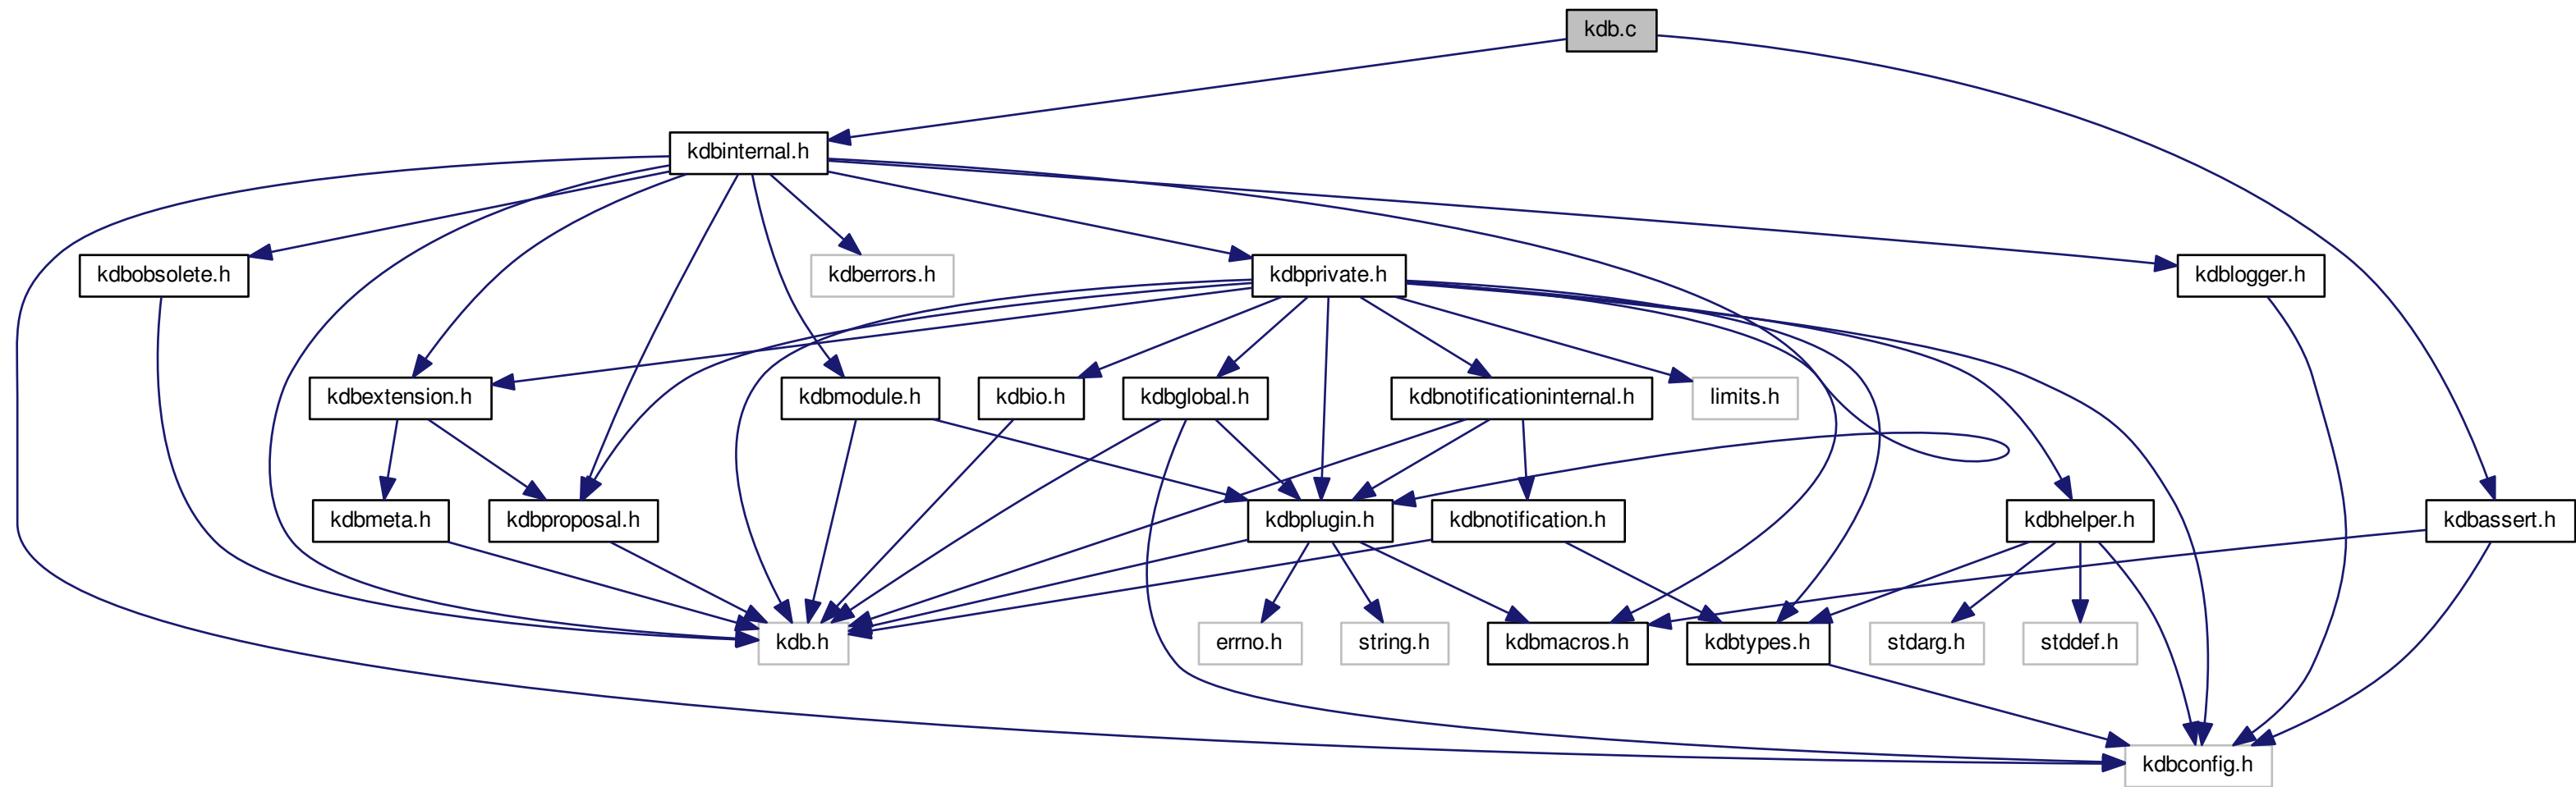 kdb.c
kdbinternal.h
kdbobsolete.h
kdberrors.h
kdbprivate.h
kdblogger.h
kdbextension.h
kdbmodule.h
kdbio.h
kdbglobal.h
kdbnotificationinternal.h
limits.h
kdbmeta.h
kdbproposal.h
kdbplugin.h
kdbnotification.h
kdbhelper.h
kdbassert.h
kdb.h
errno.h
string.h
kdbmacros.h
kdbtypes.h
stdarg.h
stddef.h
kdbconfig.h